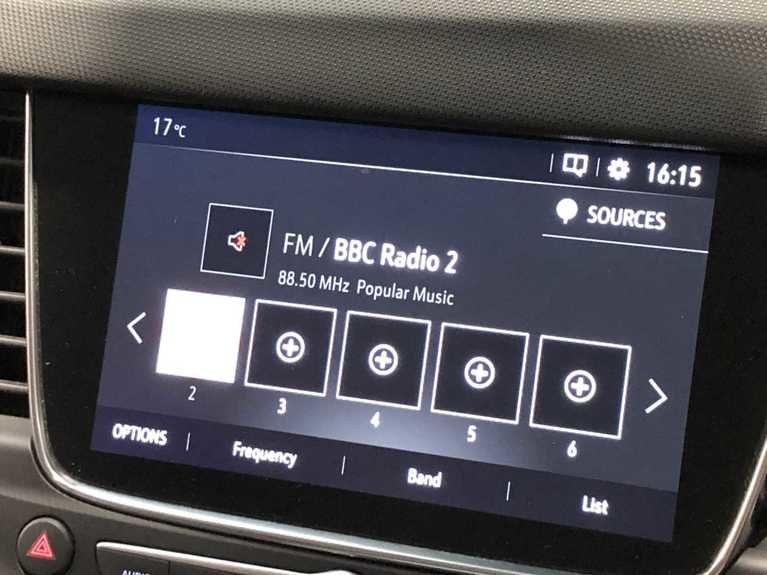 17°C
16:15
SOURCES
FM / BBC Radio 2
88.50 MHz Popular Music
2 3 4 5 6
OPTIONS Frequency Band List
AUDIO